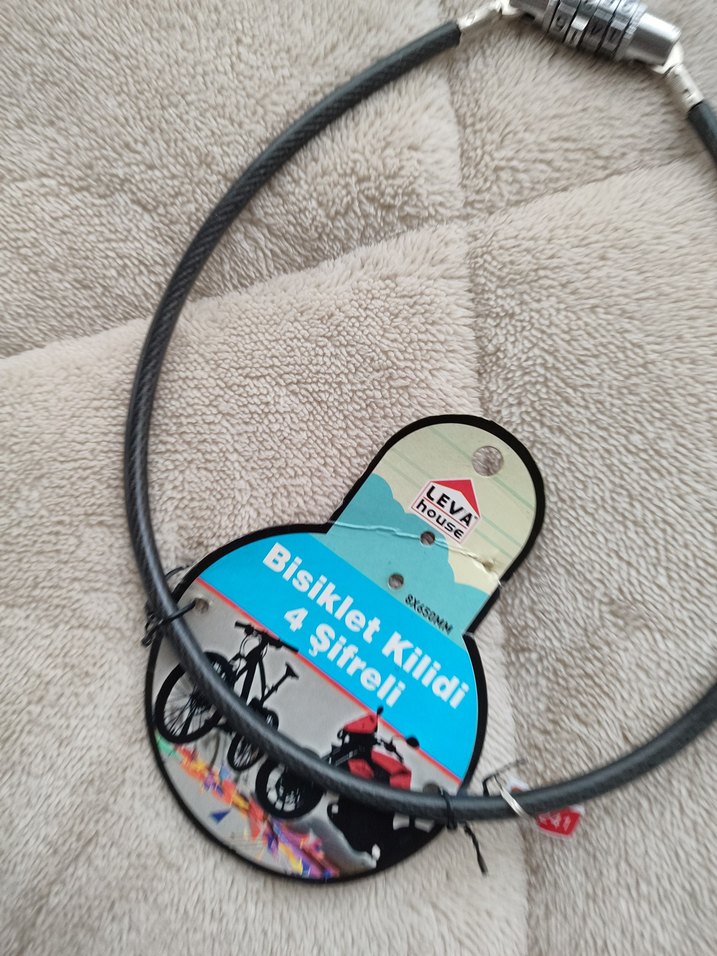 LEVA
house
8X650MM
Bisiklet Kilidi
4 Şifreli